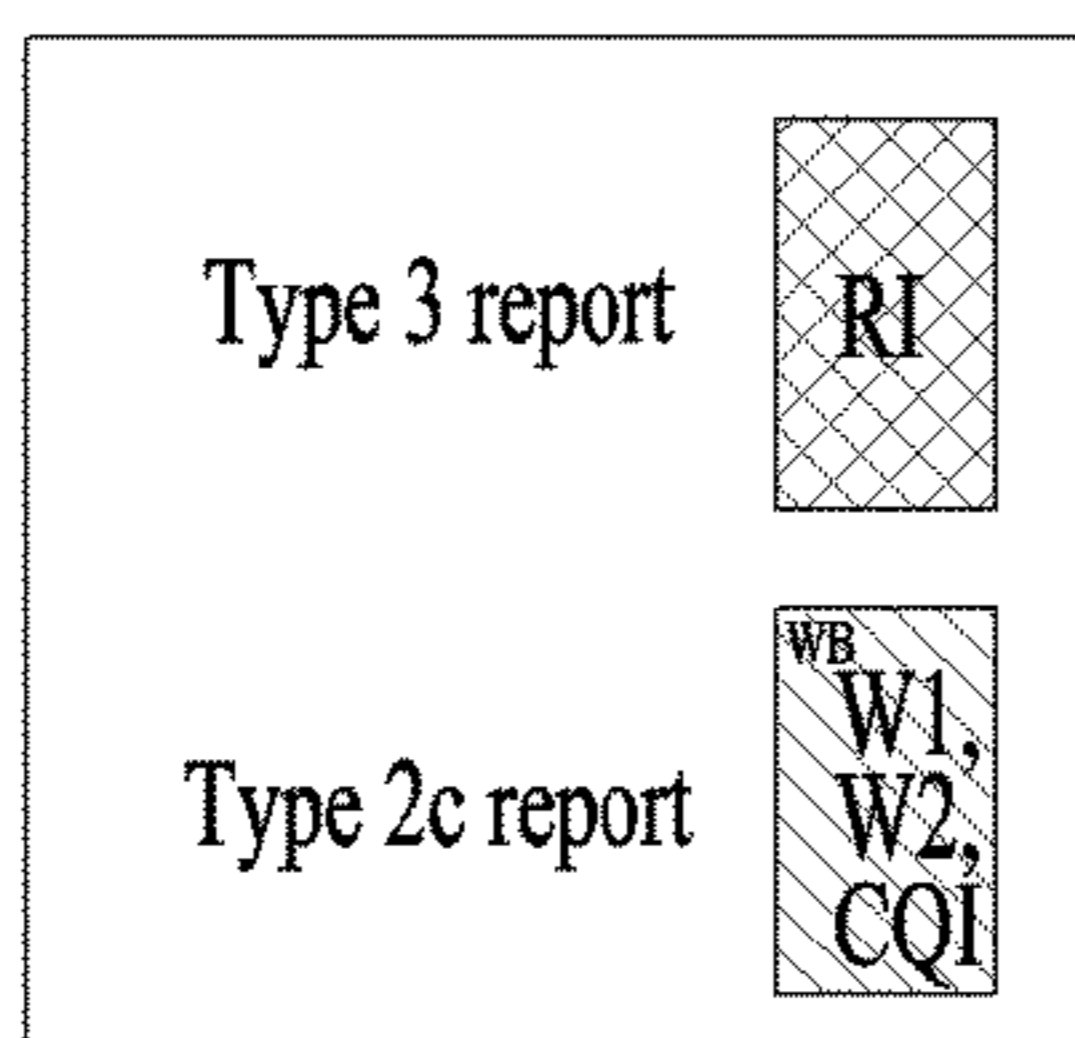 Type 3 report
RI
Type 2c report
WB
W1,
W2,
CQI